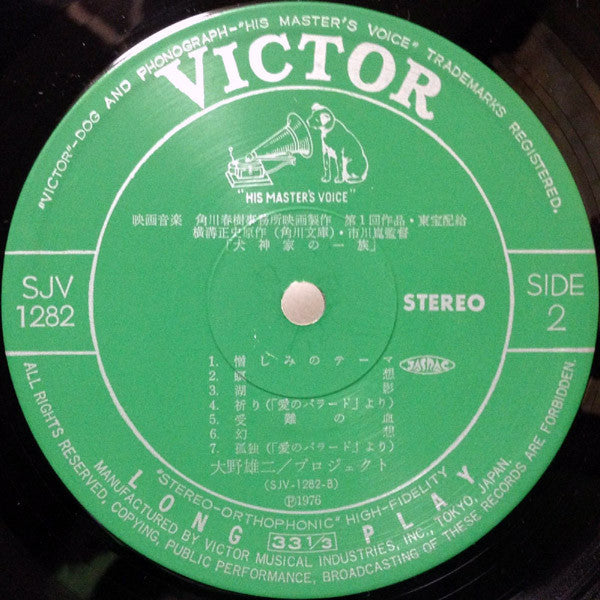 "VICTOR"-DOG AND PHONOGRAPH-"HIS MASTER'S VOICE" TRADEMARKS REGISTERED.
VICTOR
"HIS MASTER'S VOICE"
映画音楽 角川春樹事務所映画製作 第1回作品・東宝配給
横溝正史原作(角川文庫)・市川崑監督
「犬神家の一族」
SJV
1282
STEREO
SIDE
2
1. 憎しみのテーマ
JASRAC
2. 瞑想
3. 湖影
4. 祈り(「愛のバラード」より)
5. 受難の血
6. 幻想
7. 孤独(「愛のバラード」より)
大野雄二/プロジェクト
(SJV-1282-B)
Ⓟ1976
"STEREO-ORTHOPHONIC" HIGH-FIDELITY
LONG 33 1/3 PLAY
MANUFACTURED BY VICTOR MUSICAL INDUSTRIES, INC., TOKYO, JAPAN.
ALL RIGHTS RESERVED, COPYING, PUBLIC PERFORMANCE, BROADCASTING OF THESE RECORDS ARE FORBIDDEN.